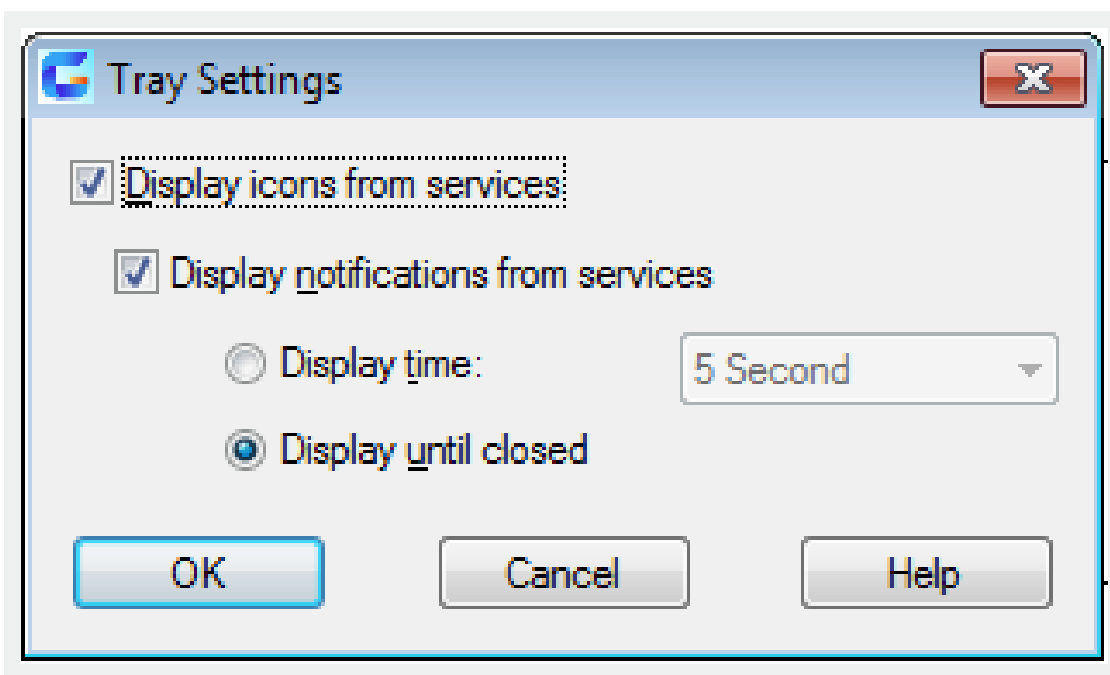 Tray Settings
Display icons from services
Display notifications from services
Display time: 5 Second
Display until closed
OK Cancel Help